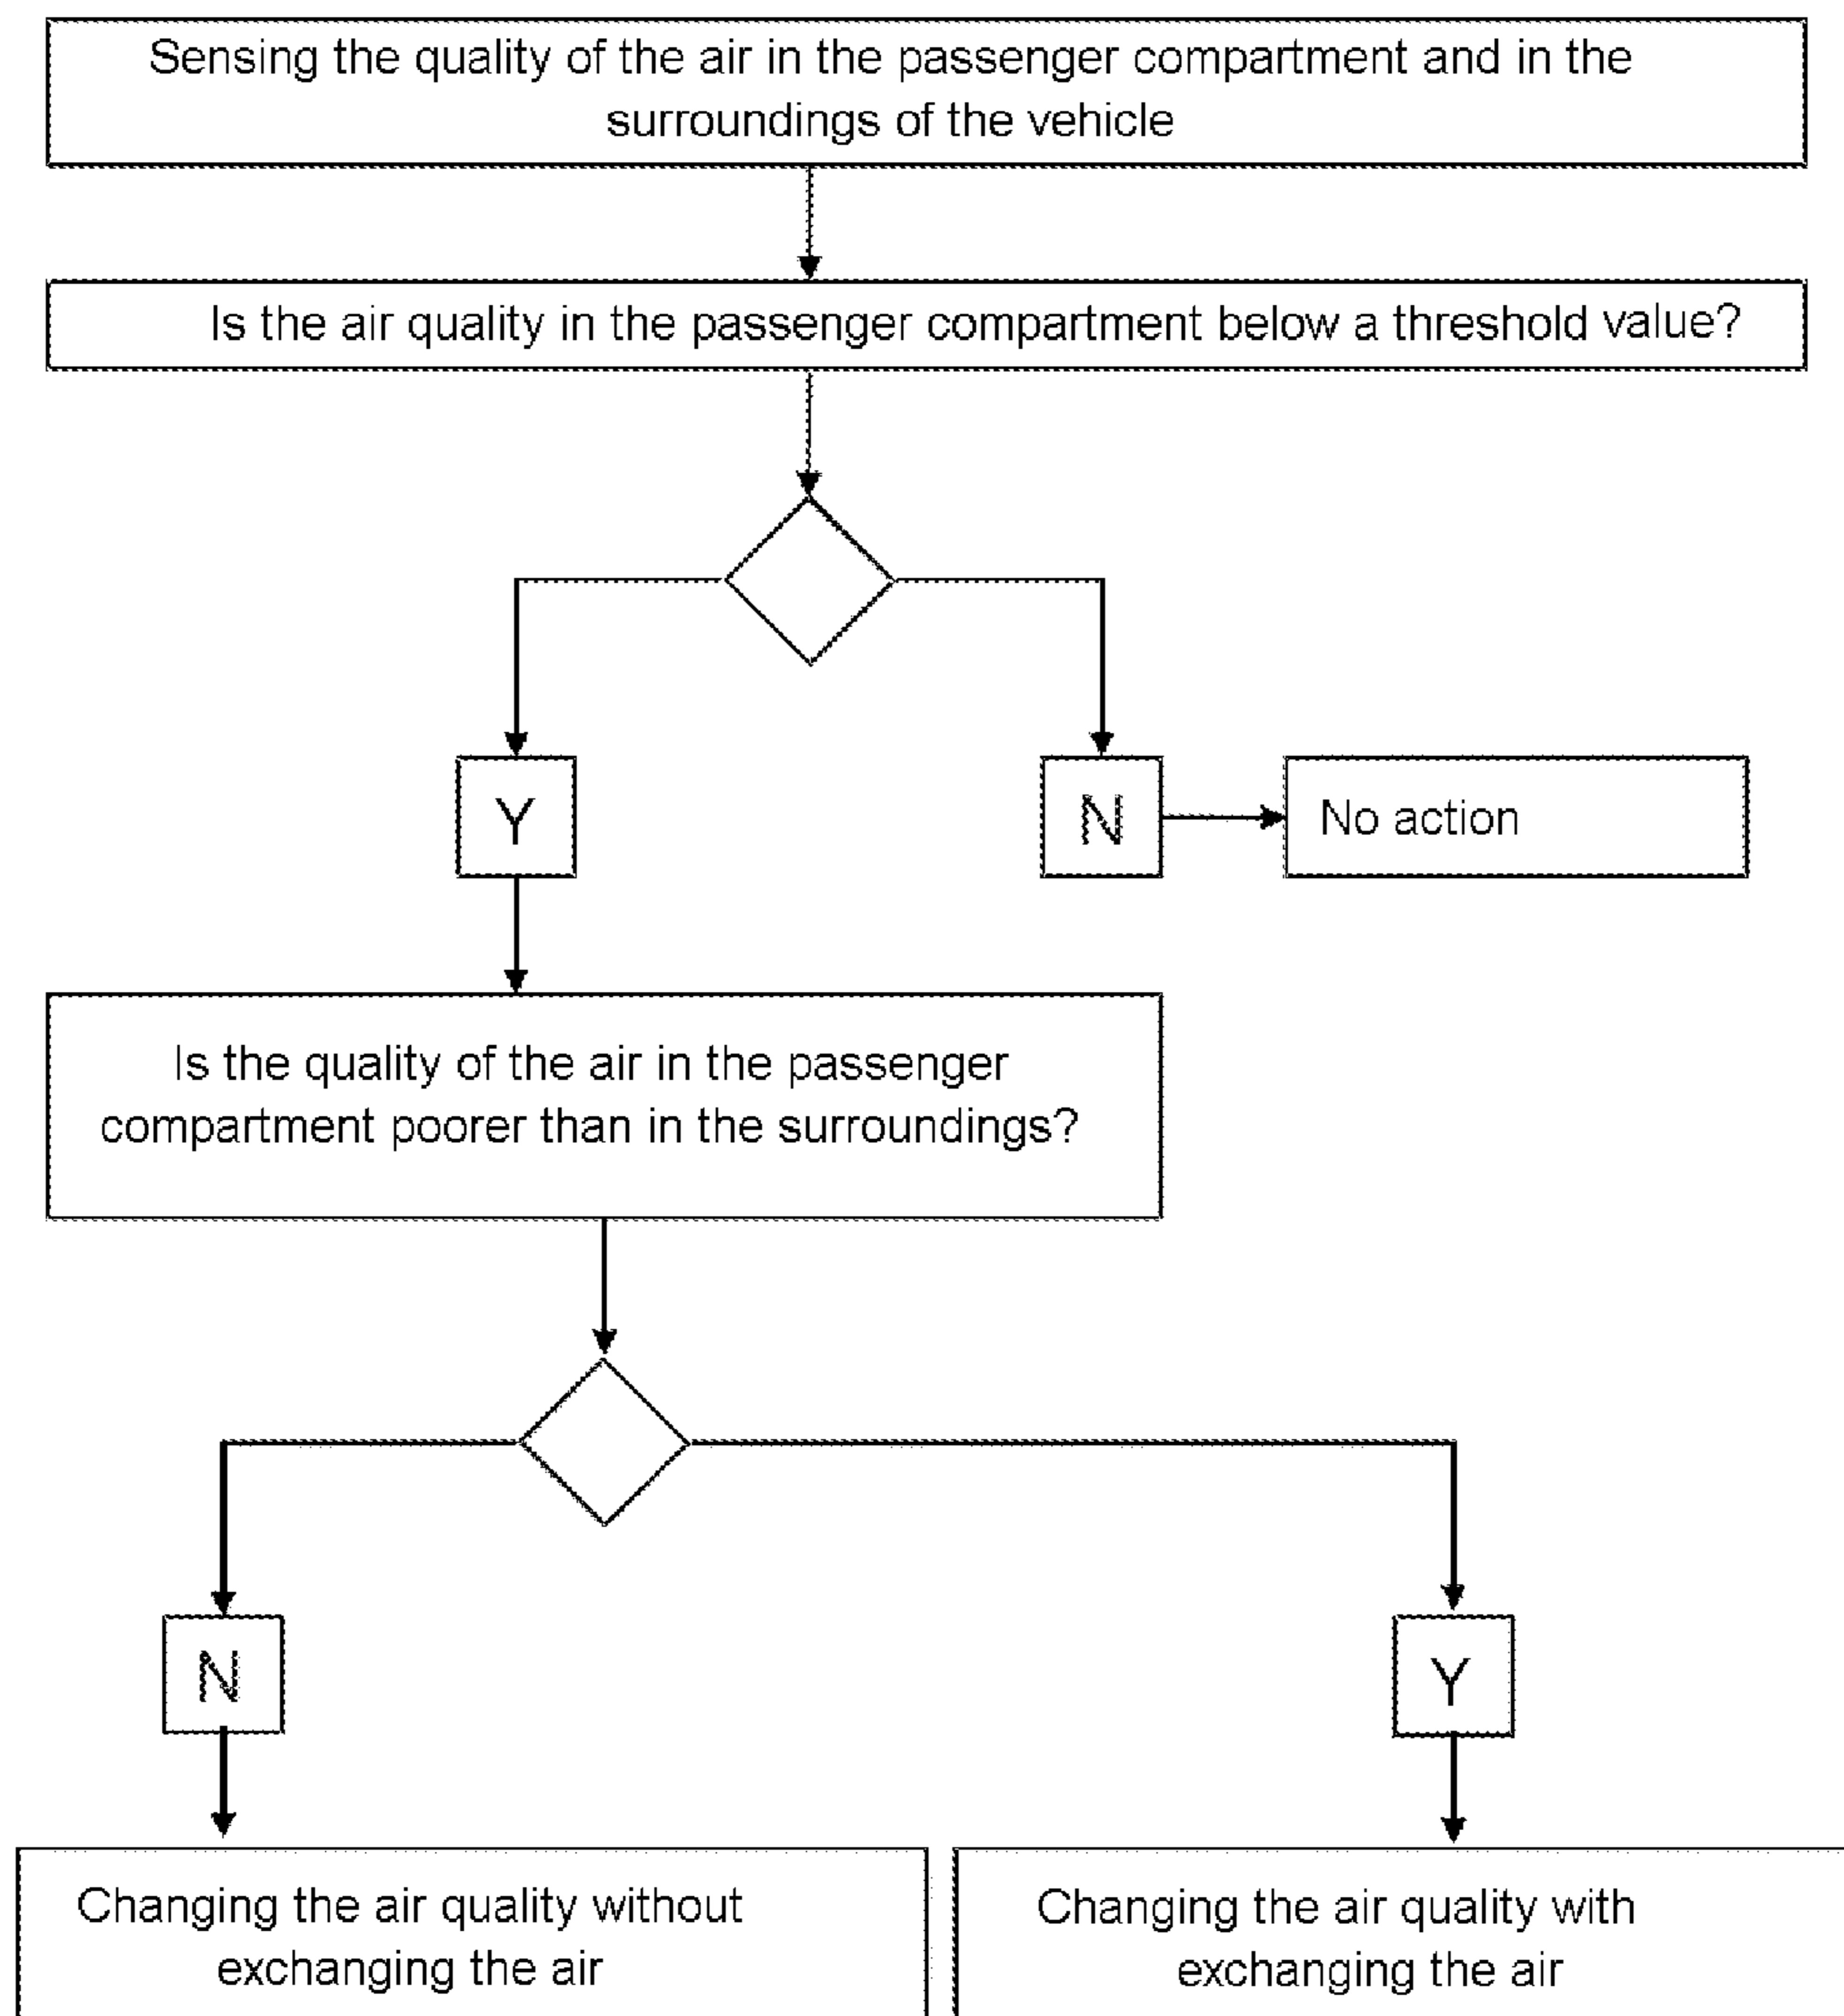 Sensing the quality of the air in the passenger compartment and in the
surroundings of the vehicle
Is the air quality in the passenger compartment below a threshold value?
Y
N
No action
Is the quality of the air in the passenger
compartment poorer than in the surroundings?
N
Y
Changing the air quality without
exchanging the air
Changing the air quality with
exchanging the air